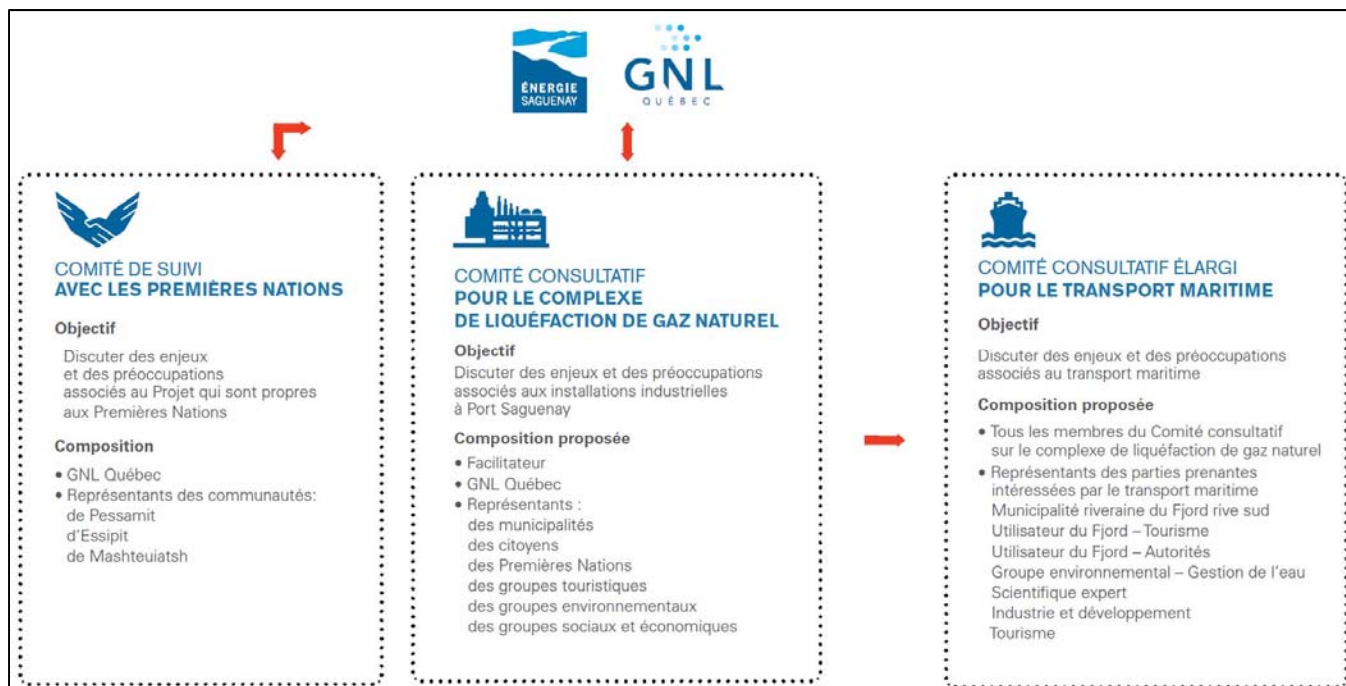 ÉNERGIE
SAGUENAY
GNL
QUÉBEC
COMITÉ DE SUIVI
AVEC LES PREMIÈRES NATIONS
Objectif
Discuter des enjeux
et des préoccupations
associés au Projet qui sont propres
aux Premières Nations
Composition
• GNL Québec
• Représentants des communautés:
de Pessamit
d'Essipit
de Mashteuiatsh
COMITÉ CONSULTATIF
POUR LE COMPLEXE
DE LIQUÉFACTION DE GAZ NATUREL
Objectif
Discuter des enjeux et des préoccupations
associés aux installations industrielles
à Port Saguenay
Composition proposée
• Facilitateur
• GNL Québec
• Représentants :
des municipalités
des citoyens
des Premières Nations
des groupes touristiques
des groupes environnementaux
des groupes sociaux et économiques
COMITÉ CONSULTATIF ÉLARGI
POUR LE TRANSPORT MARITIME
Objectif
Discuter des enjeux et des préoccupations
associés au transport maritime
Composition proposée
• Tous les membres du Comité consultatif
sur le complexe de liquéfaction de gaz naturel
• Représentants des parties prenantes
intéressées par le transport maritime
Municipalité riveraine du Fjord rive sud
Utilisateur du Fjord – Tourisme
Utilisateur du Fjord – Autorités
Groupe environnemental – Gestion de l'eau
Scientifique expert
Industrie et développement
Tourisme